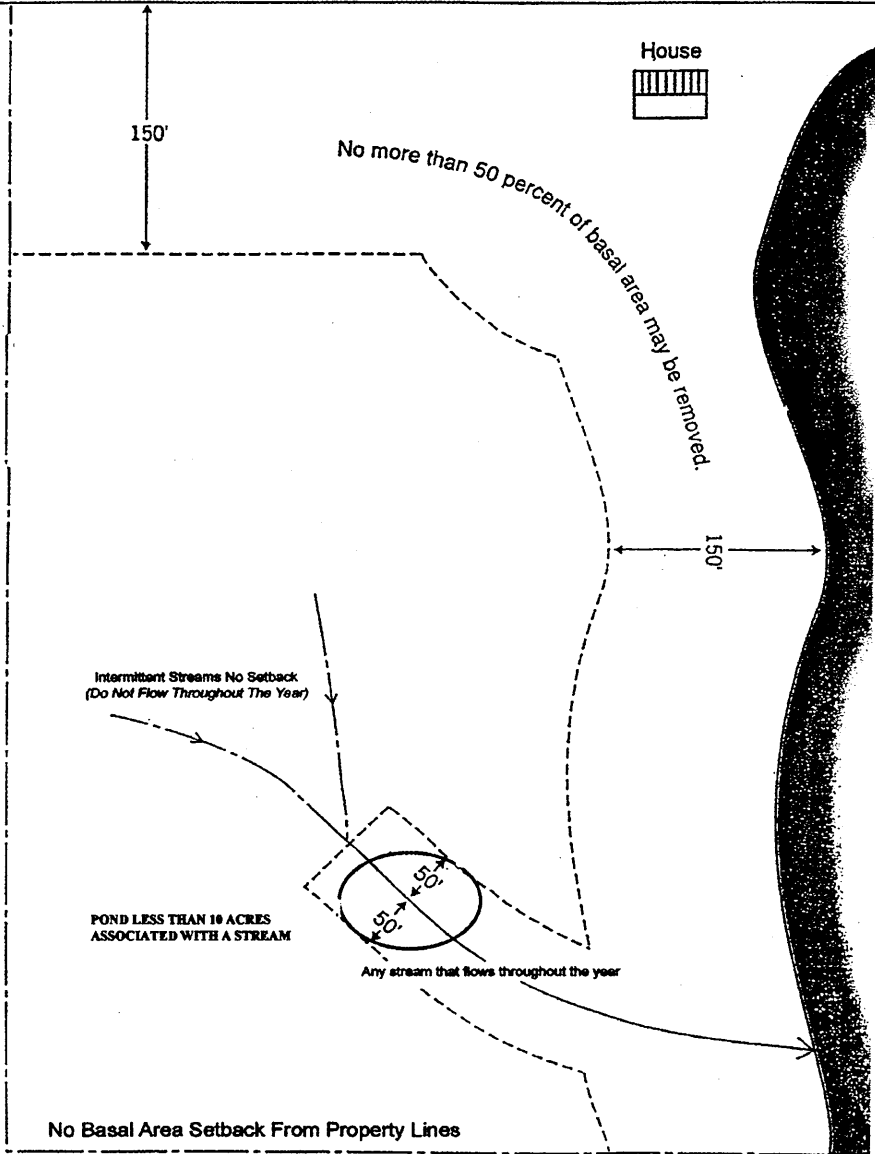 House
150'
No more than 50 percent of basal area may be removed.
150'
Intermittent Streams No Setback
(Do Not Flow Throughout The Year)
50'
50'
POND LESS THAN 10 ACRES
ASSOCIATED WITH A STREAM
Any stream that flows throughout the year
No Basal Area Setback From Property Lines